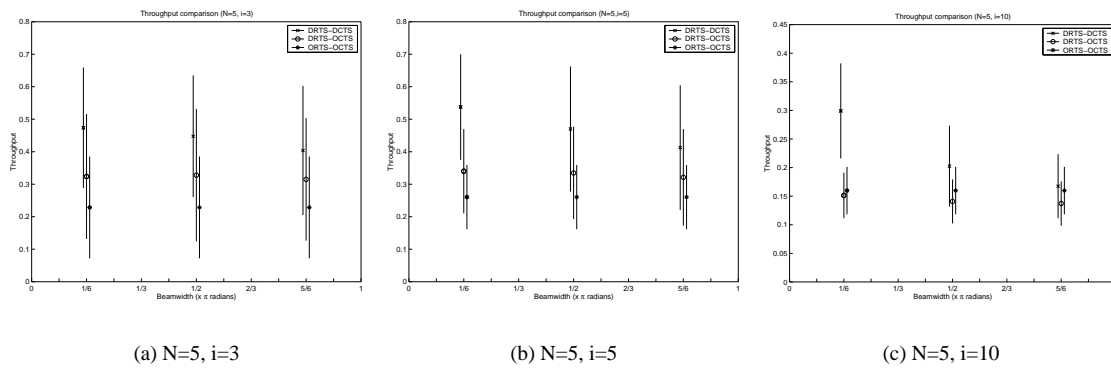 Throughput comparison (N=5, i=3)
DRTS-DCTS
DRTS-OCTS
ORTS-OCTS
Throughput
0.8
0.7
0.6
0.5
0.4
0.3
0.2
0.1
0
0 1/6 1/3 1/2 2/3 5/6 1
Beamwidth (x π radians)
(a) N=5, i=3
Throughput comparison (N=5,i=5)
DRTS-DCTS
DRTS-OCTS
ORTS-OCTS
Throughput
0.8
0.7
0.6
0.5
0.4
0.3
0.2
0.1
0
0 1/6 1/3 1/2 2/3 5/6 1
Beamwidth (x π radians)
(b) N=5, i=5
Throughput comparison (N=5, i=10)
DRTS-DCTS
DRTS-OCTS
ORTS-OCTS
Throughput
0.45
0.4
0.35
0.3
0.25
0.2
0.15
0.1
0.05
0
0 1/6 1/3 1/2 2/3 5/6
Beamwidth (x π radians)
(c) N=5, i=10